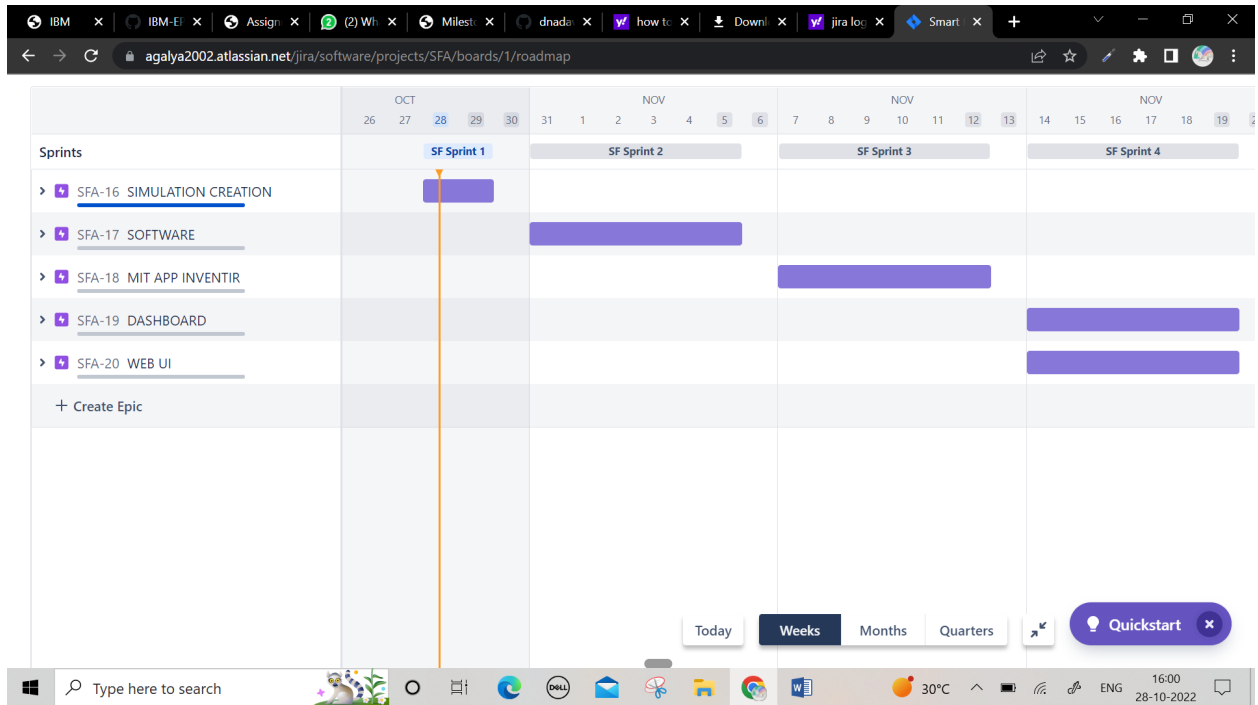 IBM
IBM-EF
Assign
(2) Wh
Milesto
dnada
how to
Downl
jira log
Smart
agalya2002.atlassian.net/jira/software/projects/SFA/boards/1/roadmap
OCT NOV NOV NOV
26 27 28 29 30 31 1 2 3 4 5 6 7 8 9 10 11 12 13 14 15 16 17 18 19
Sprints SF Sprint 1 SF Sprint 2 SF Sprint 3 SF Sprint 4
SFA-16 SIMULATION CREATION
SFA-17 SOFTWARE
SFA-18 MIT APP INVENTIR
SFA-19 DASHBOARD
SFA-20 WEB UI
+ Create Epic
Today Weeks Months Quarters Quickstart
Type here to search DELL 30°C ENG 16:00
28-10-2022